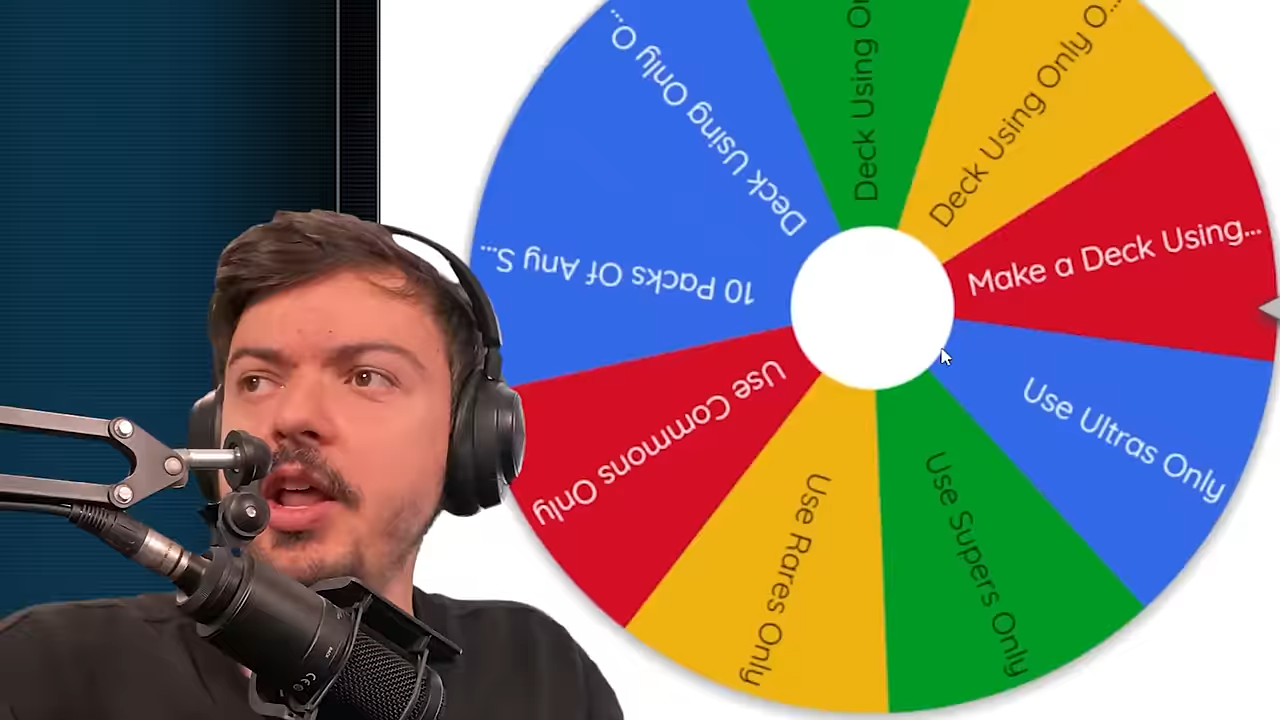 Deck Using On
Deck Using Only O...
Make a Deck Using...
Use Ultras Only
Use Supers Only
Use Rares Only
Use Commons Only
10 Packs Of Any S...
Deck Using Only O...